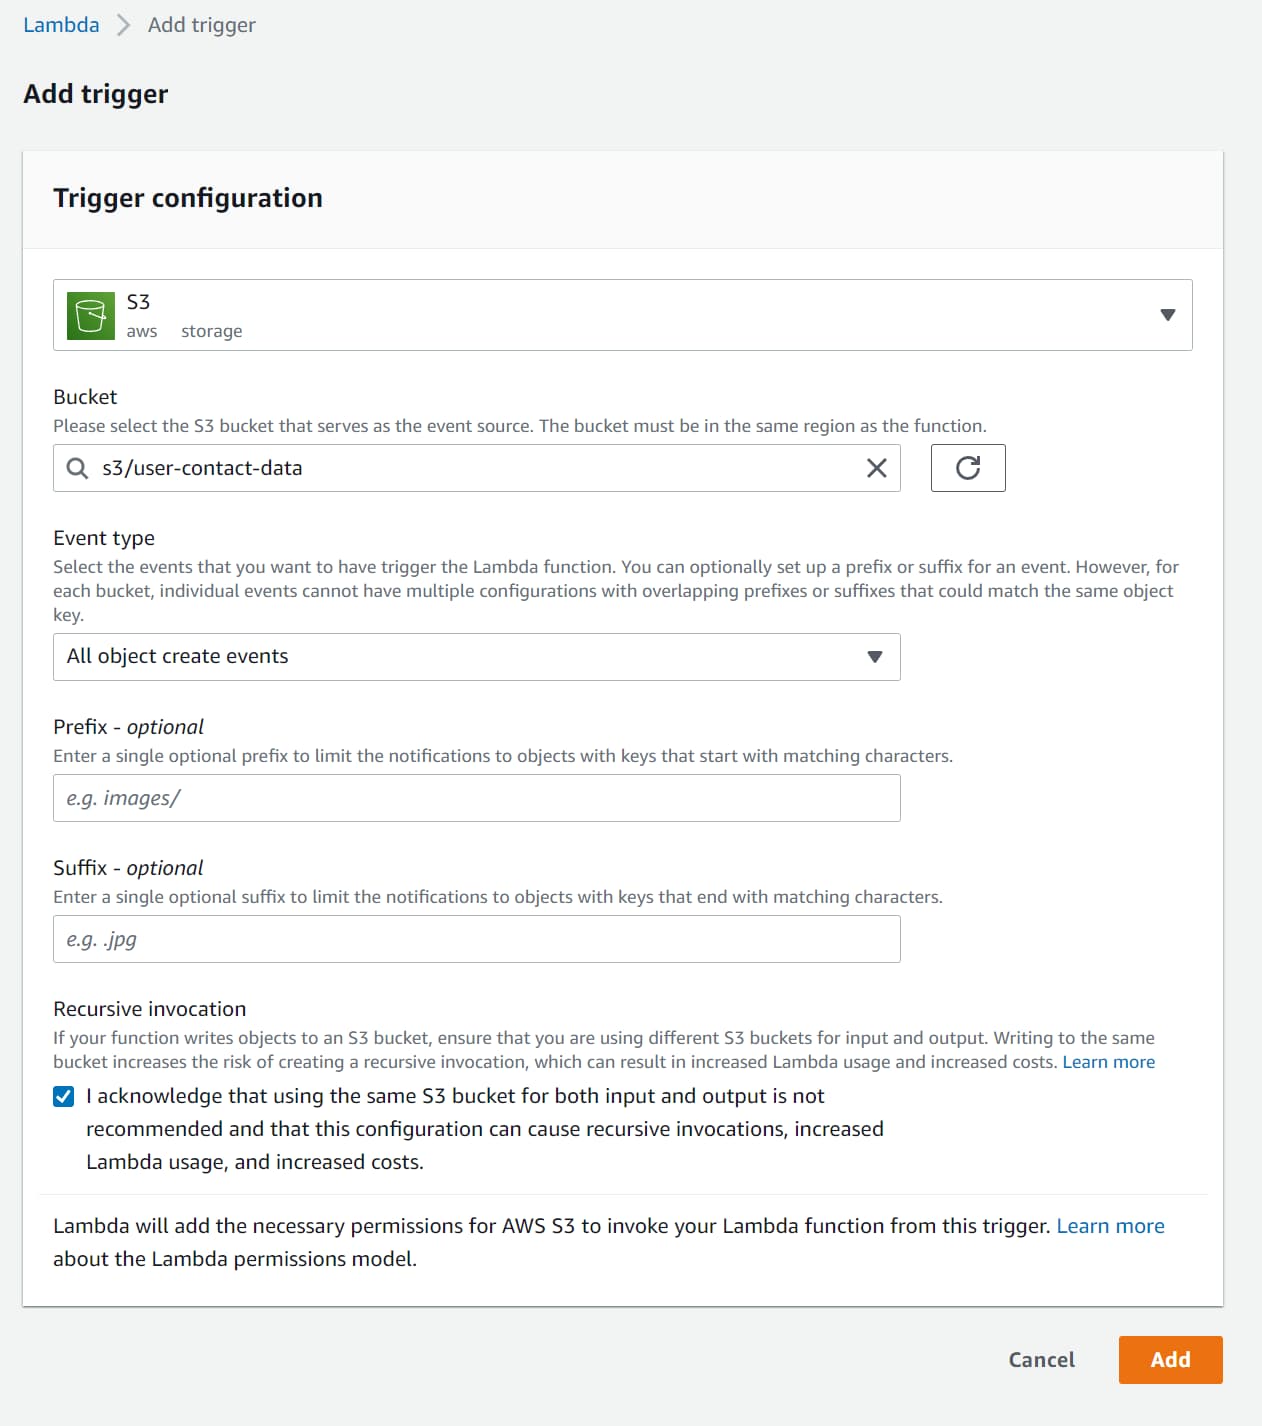 Lambda > Add trigger
Add trigger
Trigger configuration
S3
aws storage
Bucket
Please select the S3 bucket that serves as the event source. The bucket must be in the same region as the function.
s3/user-contact-data
Event type
Select the events that you want to have trigger the Lambda function. You can optionally set up a prefix or suffix for an event. However, for
each bucket, individual events cannot have multiple configurations with overlapping prefixes or suffixes that could match the same object
key.
All object create events
Prefix - optional
Enter a single optional prefix to limit the notifications to objects with keys that start with matching characters.
e.g. images/
Suffix - optional
Enter a single optional suffix to limit the notifications to objects with keys that end with matching characters.
e.g. .jpg
Recursive invocation
If your function writes objects to an S3 bucket, ensure that you are using different S3 buckets for input and output. Writing to the same
bucket increases the risk of creating a recursive invocation, which can result in increased Lambda usage and increased costs. Learn more
I acknowledge that using the same S3 bucket for both input and output is not
recommended and that this configuration can cause recursive invocations, increased
Lambda usage, and increased costs.
Lambda will add the necessary permissions for AWS S3 to invoke your Lambda function from this trigger. Learn more
about the Lambda permissions model.
Cancel Add